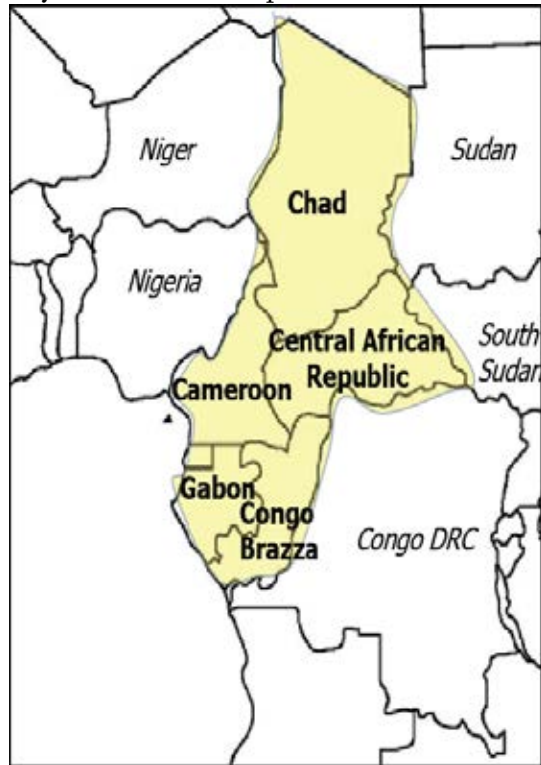 Niger
Sudan
Chad
Nigeria
Central African
Republic
South
Sudan
Cameroon
Gabon
Congo
Brazza
Congo DRC